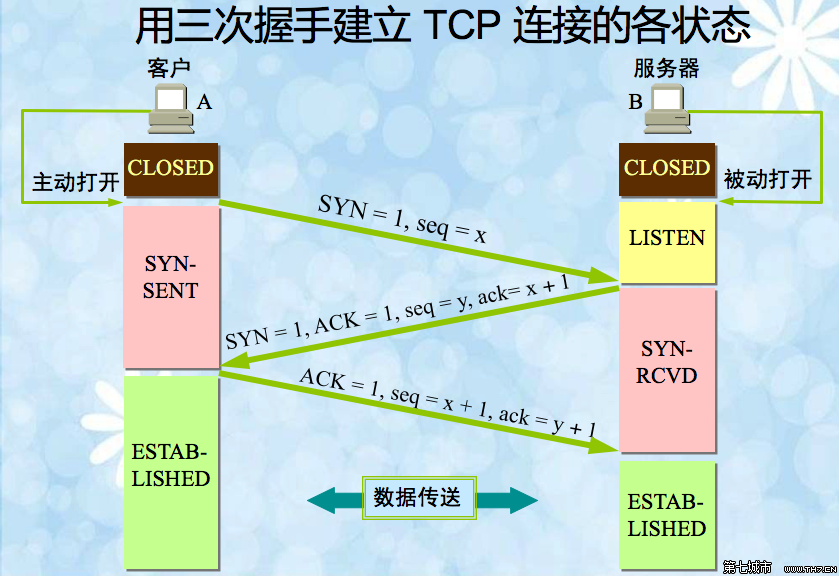 用三次握手建立 TCP 连接的各状态
客户
服务器
A
B
CLOSED
CLOSED
主动打开
被动打开
SYN = 1, seq = x
LISTEN
SYN-
SENT
SYN = 1, ACK = 1, seq = y, ack= x + 1
SYN-
RCVD
ACK = 1, seq = x + 1, ack = y + 1
ESTAB-
LISHED
数据传送
ESTAB-
LISHED
第七城市 WWW.TH7.CN